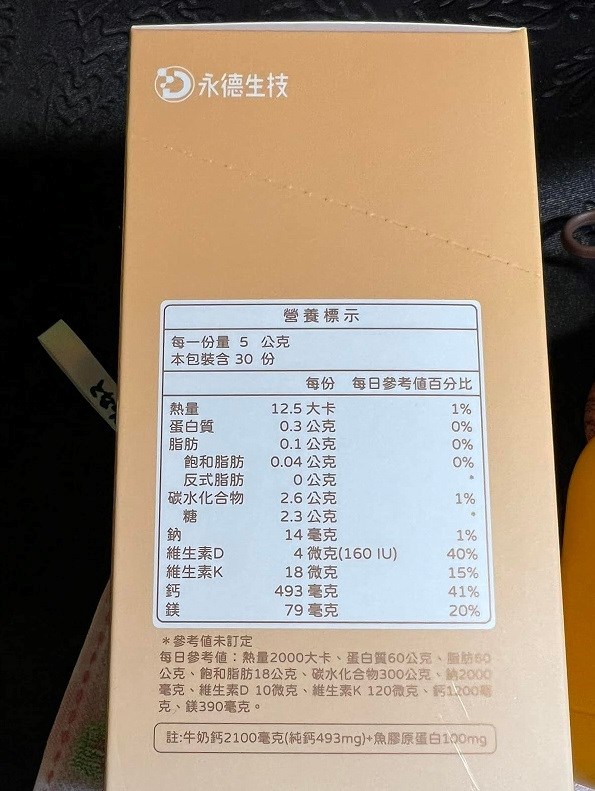 永德生技
營養標示
每一份量 5 公克
本包裝含 30 份
每份 每日參考值百分比
熱量 12.5 大卡 1%
蛋白質 0.3 公克 0%
脂肪 0.1 公克 0%
飽和脂肪 0.04 公克 0%
反式脂肪 0 公克 *
碳水化合物 2.6 公克 1%
糖 2.3 公克 *
鈉 14 毫克 1%
維生素D 4 微克(160 IU) 40%
維生素K 18 微克 15%
鈣 493 毫克 41%
鎂 79 毫克 20%
*參考值未訂定
每日參考值：熱量2000大卡、蛋白質60公克、脂肪60
公克、飽和脂肪18公克、碳水化合物300公克、鈉2000
毫克、維生素D 10微克、維生素K 120微克、鈣1200毫
克、鎂390毫克。
註:牛奶鈣2100毫克(純鈣493mg)+魚膠原蛋白100mg